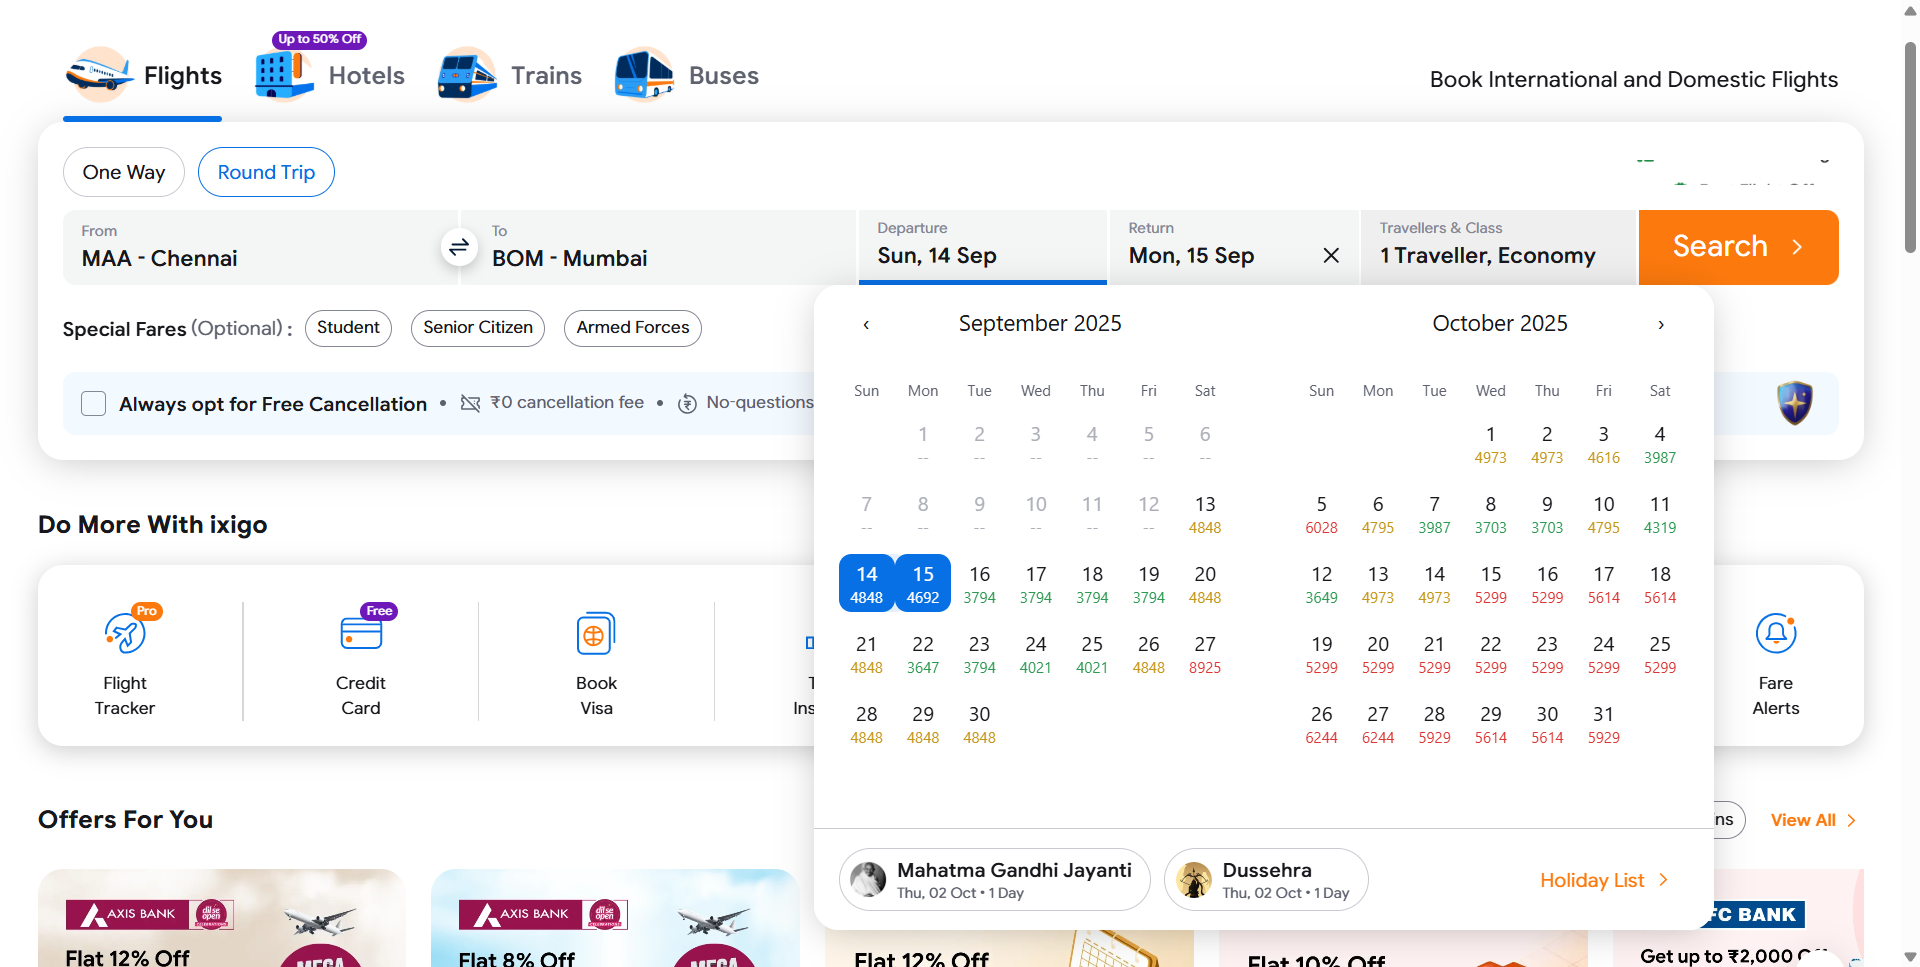 Up to 50% Off
Flights
Hotels
Trains
Buses
Book International and Domestic Flights
One Way
Round Trip
From
MAA - Chennai
To
BOM - Mumbai
Departure
Sun, 14 Sep
Return
Mon, 15 Sep
Travellers & Class
1 Traveller, Economy
Search
Special Fares (Optional) :
Student
Senior Citizen
Armed Forces
Always opt for Free Cancellation • ₹0 cancellation fee • No-questions
September 2025
Sun Mon Tue Wed Thu Fri Sat
1 2 3 4 5 6
-- -- -- -- -- --
7 8 9 10 11 12 13
-- -- -- -- -- -- 4848
14 15 16 17 18 19 20
4848 4692 3794 3794 3794 3794 4848
21 22 23 24 25 26 27
4848 3647 3794 4021 4021 4848 8925
28 29 30
4848 4848 4848
October 2025
Sun Mon Tue Wed Thu Fri Sat
1 2 3 4
4973 4973 4616 3987
5 6 7 8 9 10 11
6028 4795 3987 3703 3703 4795 4319
12 13 14 15 16 17 18
3649 4973 4973 5299 5299 5614 5614
19 20 21 22 23 24 25
5299 5299 5299 5299 5299 5299 5299
26 27 28 29 30 31
6244 6244 5929 5614 5614 5929
Mahatma Gandhi Jayanti
Thu, 02 Oct • 1 Day
Dussehra
Thu, 02 Oct • 1 Day
Holiday List
Do More With ixigo
Pro
Flight
Tracker
Free
Credit
Card
Book
Visa
T
Ins
Fare
Alerts
Offers For You
ns
View All
AXIS BANK
dil se
open
Flat 12% Off
MEGA
AXIS BANK
dil se
open
Flat 8% Off
MEGA
Flat 12% Off
Flat 10% Off
FC BANK
Get up to ₹2,000